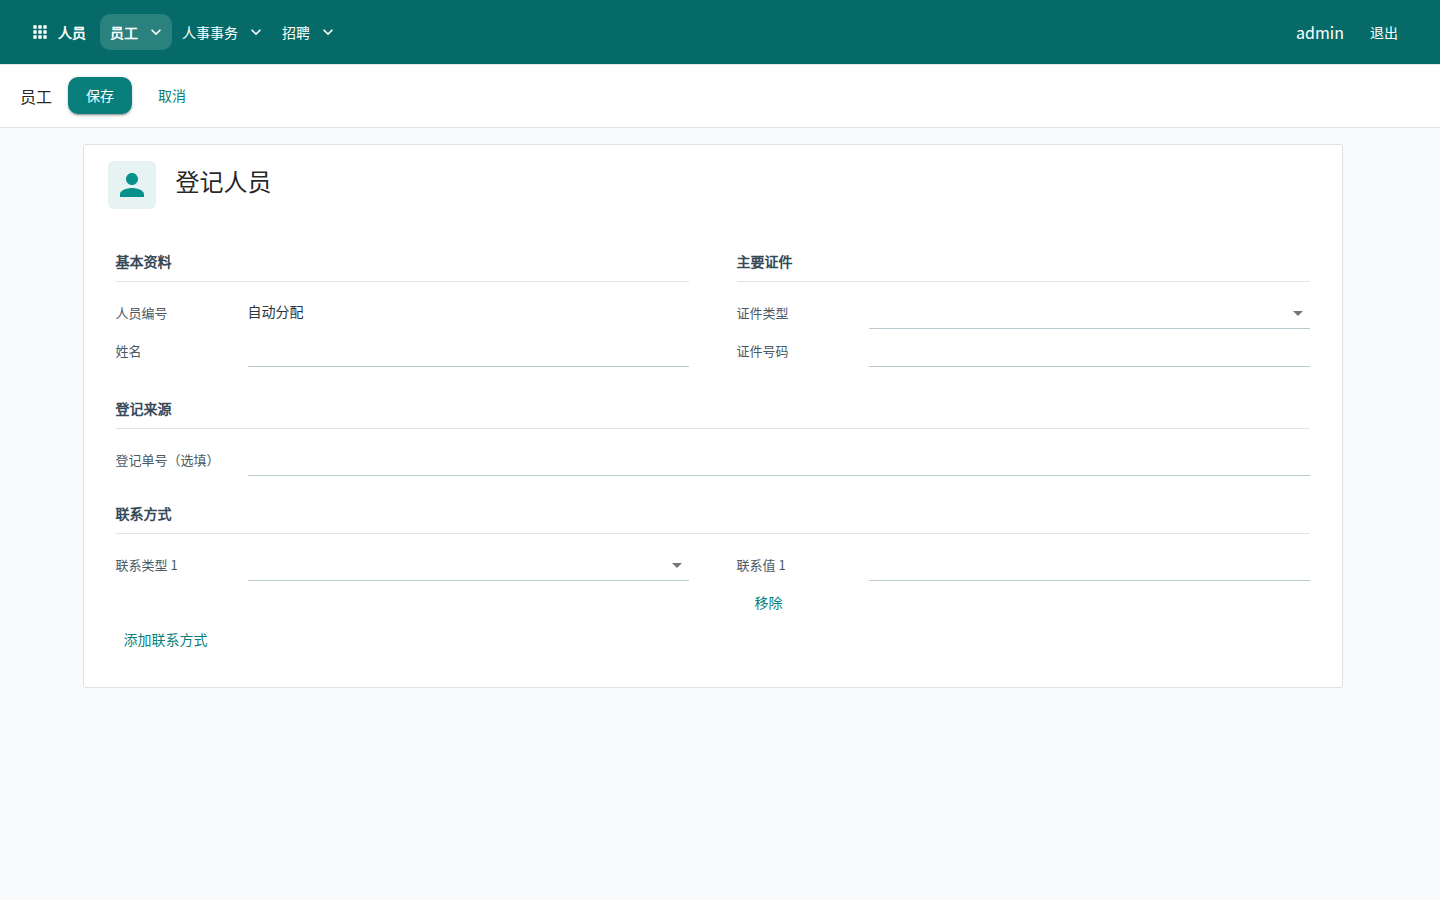 人员 员工 人事事务 招聘 admin 退出
员工 保存 取消
登记人员
基本资料 主要证件
人员编号 自动分配 证件类型
姓名 证件号码
登记来源
登记单号（选填）
联系方式
联系类型 1 联系值 1
移除
添加联系方式